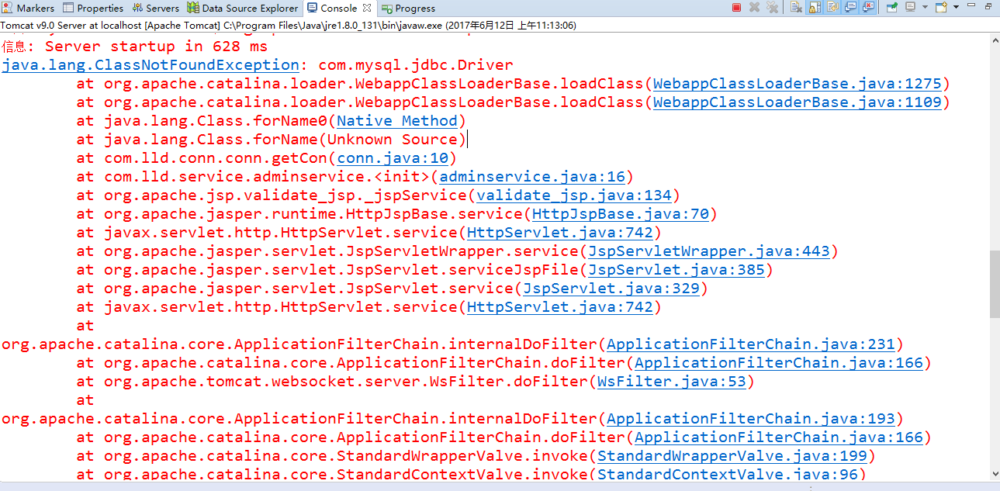 Markers Properties Servers Data Source Explorer Console Progress
Tomcat v9.0 Server at localhost [Apache Tomcat] C:\Program Files\Java\jre1.8.0_131\bin\javaw.exe (2017年6月12日 上午11:13:06)
信息: Server startup in 628 ms
java.lang.ClassNotFoundException: com.mysql.jdbc.Driver
at org.apache.catalina.loader.WebappClassLoaderBase.loadClass(WebappClassLoaderBase.java:1275)
at org.apache.catalina.loader.WebappClassLoaderBase.loadClass(WebappClassLoaderBase.java:1109)
at java.lang.Class.forName0(Native Method)
at java.lang.Class.forName(Unknown Source)
at com.lld.conn.conn.getCon(conn.java:10)
at com.lld.service.adminservice.<init>(adminservice.java:16)
at org.apache.jsp.validate_jsp._jspService(validate_jsp.java:134)
at org.apache.jasper.runtime.HttpJspBase.service(HttpJspBase.java:70)
at javax.servlet.http.HttpServlet.service(HttpServlet.java:742)
at org.apache.jasper.servlet.JspServletWrapper.service(JspServletWrapper.java:443)
at org.apache.jasper.servlet.JspServlet.serviceJspFile(JspServlet.java:385)
at org.apache.jasper.servlet.JspServlet.service(JspServlet.java:329)
at javax.servlet.http.HttpServlet.service(HttpServlet.java:742)
at
org.apache.catalina.core.ApplicationFilterChain.internalDoFilter(ApplicationFilterChain.java:231)
at org.apache.catalina.core.ApplicationFilterChain.doFilter(ApplicationFilterChain.java:166)
at org.apache.tomcat.websocket.server.WsFilter.doFilter(WsFilter.java:53)
at
org.apache.catalina.core.ApplicationFilterChain.internalDoFilter(ApplicationFilterChain.java:193)
at org.apache.catalina.core.ApplicationFilterChain.doFilter(ApplicationFilterChain.java:166)
at org.apache.catalina.core.StandardWrapperValve.invoke(StandardWrapperValve.java:199)
at org.apache.catalina.core.StandardContextValve.invoke(StandardContextValve.java:96)